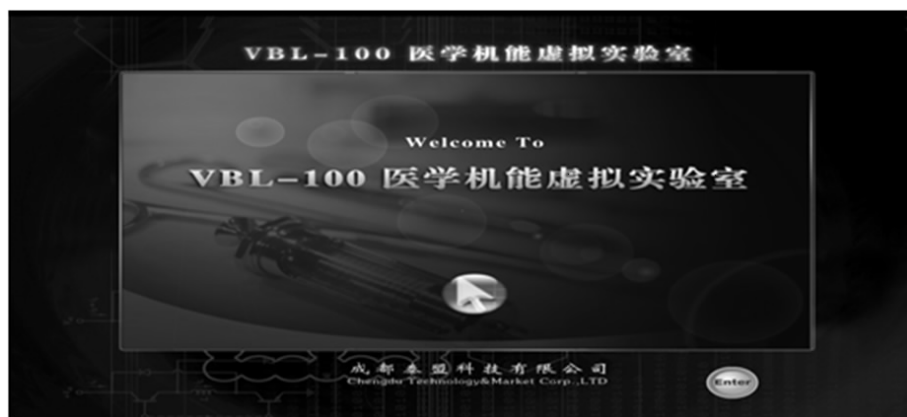 VBL-100 医学机能虚拟实验室
Welcome To
VBL-100 医学机能虚拟实验室
成都泰盟科技有限公司
Chengdu Technology&Market Corp.,LTD
Enter